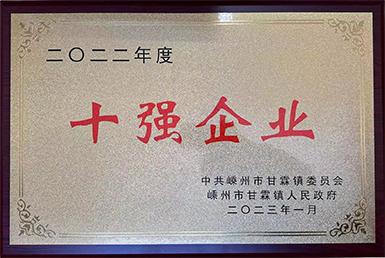 二〇二二年度
十强企业
中共嵊州市甘霖镇委员会
嵊州市甘霖镇人民政府
二〇二三年一月